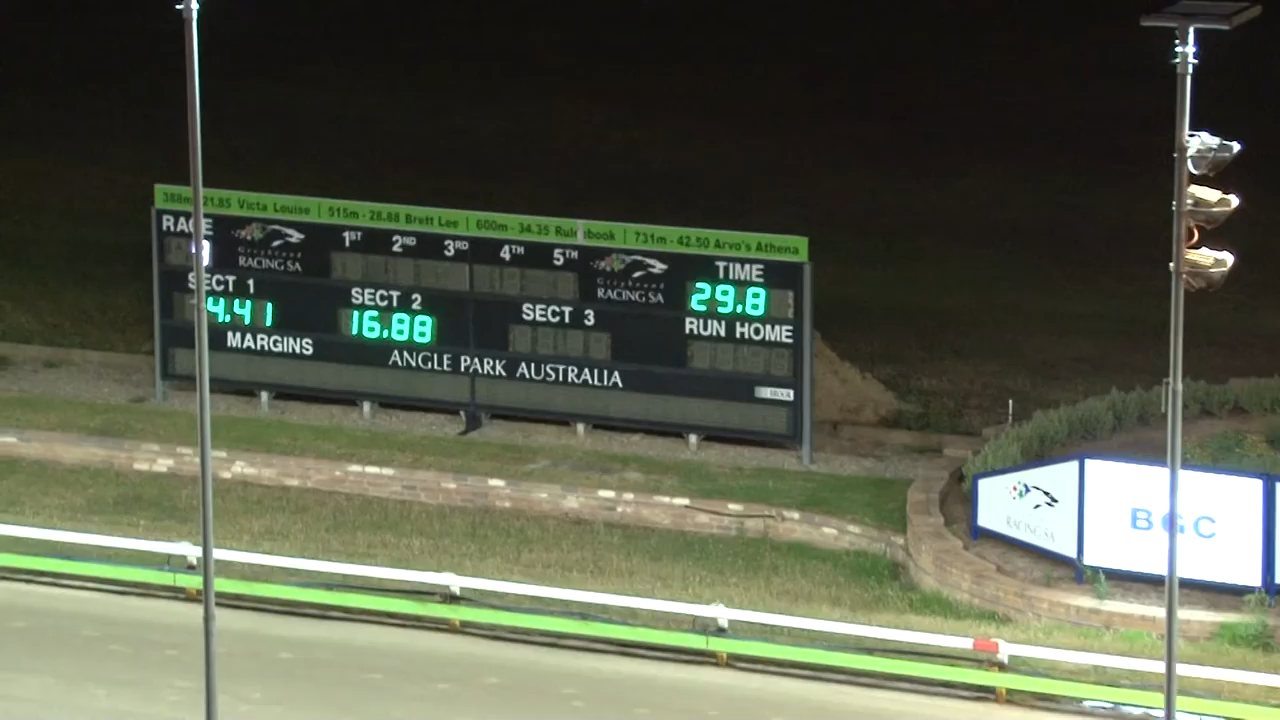 388m - 21.85 Victa Louise | 515m - 28.88 Brett Lee | 600m - 34.35 Rulebook | 731m - 42.50 Arvo's Athena
RACE
Greyhound
RACING SA
1ST 2ND 3RD 4TH 5TH
Greyhound
RACING SA
TIME
29.8
SECT 1
4.41
SECT 2
16.88
SECT 3
RUN HOME
MARGINS
ANGLE PARK AUSTRALIA
RACING SA
BGC